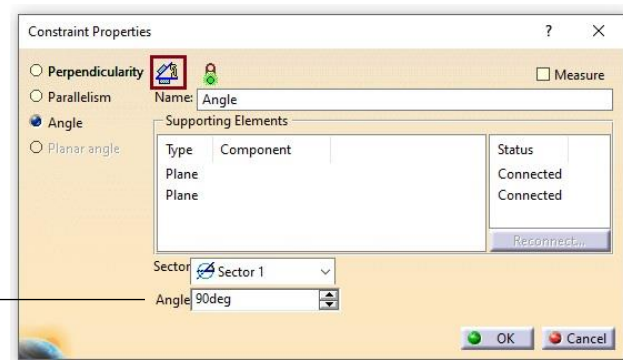 Constraint Properties ? ×
Perpendicularity
Measure
Parallelism
Name: Angle
Angle
Supporting Elements
Planar angle
Type Component Status
Plane Connected
Plane Connected
Reconnect...
Sector Sector 1
Angle 90deg
OK Cancel